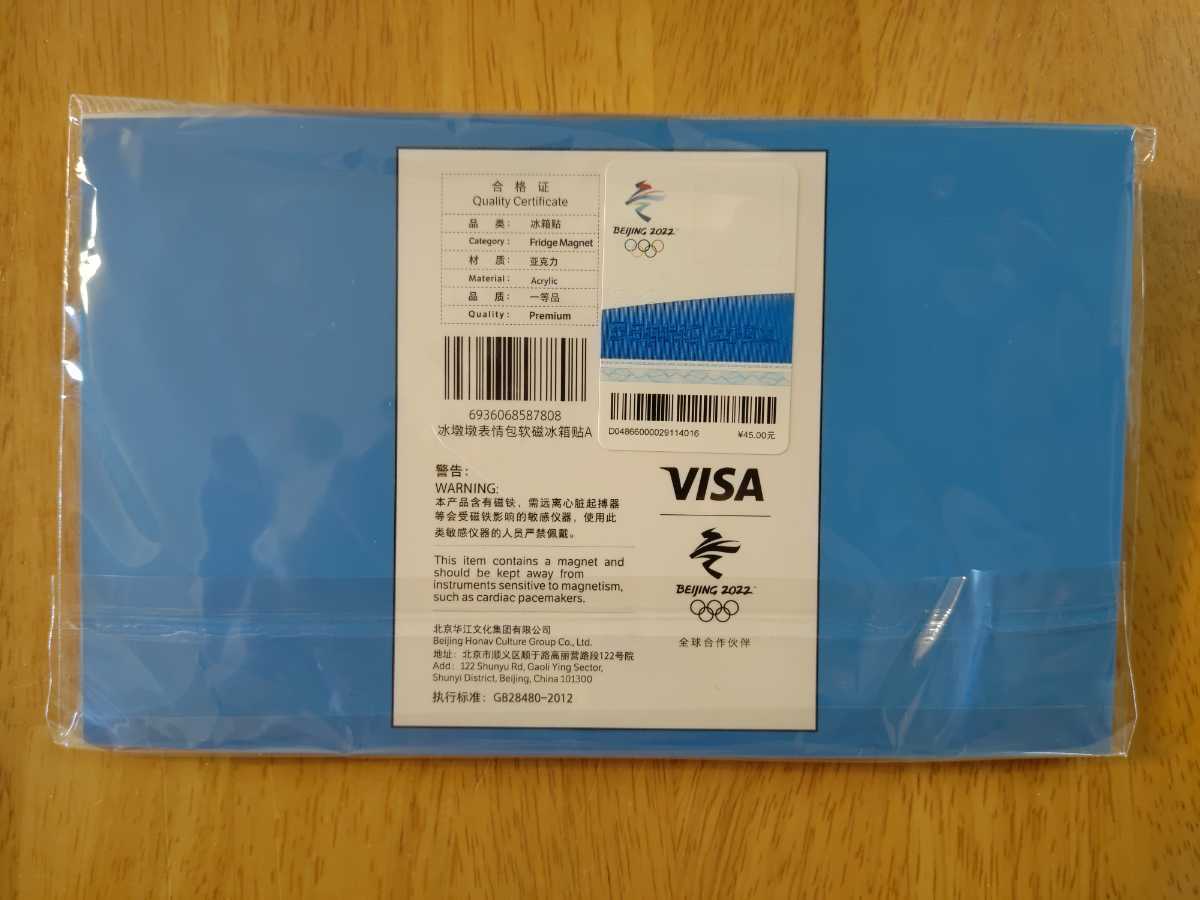 合 格 证
Quality Certificate
品 类： 冰箱贴
Category： Fridge Magnet
材 质： 亚克力
Material： Acrylic
品 质： 一等品
Quality： Premium
6936068587808
冰墩墩表情包软磁冰箱贴A
BEIJING 2022
D04866000029114016 ¥45.00元
警告：
WARNING:
本产品含有磁铁，需远离心脏起搏器
等会受磁铁影响的敏感仪器，使用此
类敏感仪器的人员严禁佩戴。
This item contains a magnet and
should be kept away from
instruments sensitive to magnetism,
such as cardiac pacemakers.
北京华江文化集团有限公司
Beijing Honav Culture Group Co., Ltd.
地址：北京市顺义区顺于路高丽营路段122号院
Add：122 Shunyu Rd, Gaoli Ying Sector,
Shunyi District, Beijing, China 101300
执行标准：GB28480-2012
VISA
BEIJING 2022™
全球合作伙伴